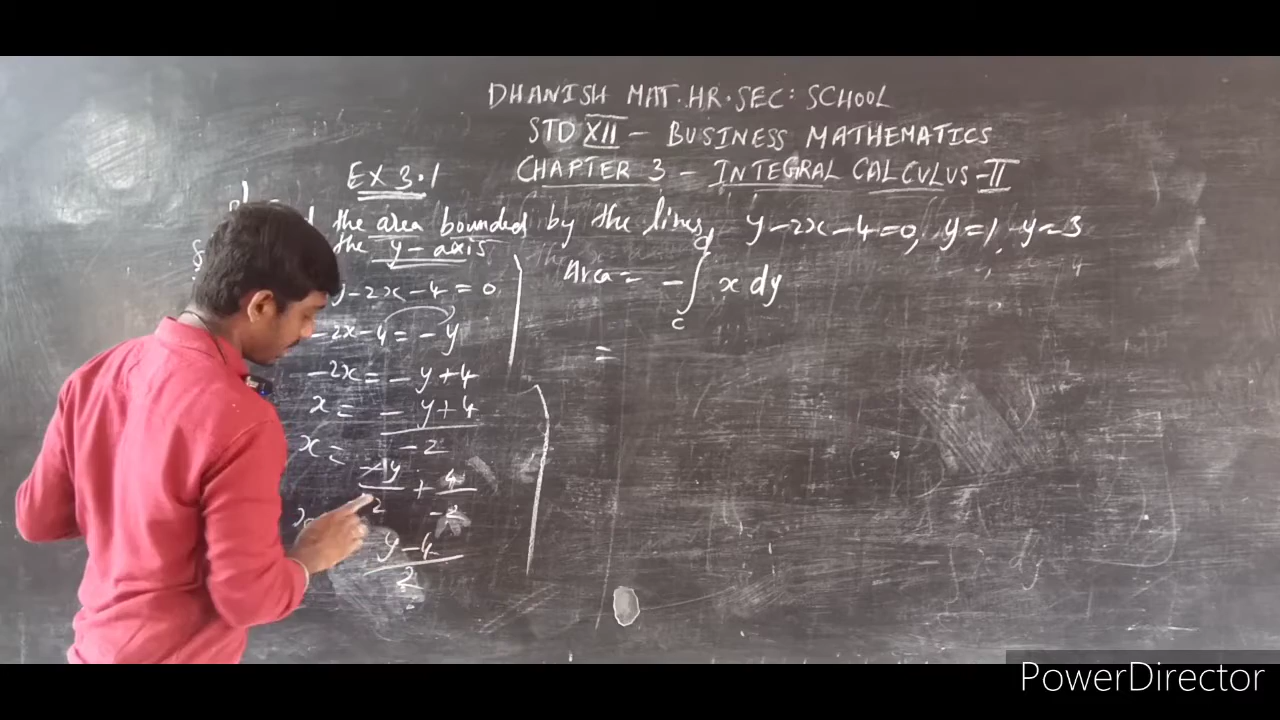 DHANISH MAT.HR.SEC: SCHOOL
STD XII - BUSINESS MATHEMATICS
CHAPTER 3 - INTEGRAL CALCULUS-II
EX 3.1
the area bounded by the lines y-2x-4=0, y=1, y=3
the y-axis
y-2x-4=0
-2x-4=-y
-2x=-y+4
x= -y+4
-2
x= -y/2 + 4/-2
y-4
2
Area= -∫ x dy
d
c
=
PowerDirector